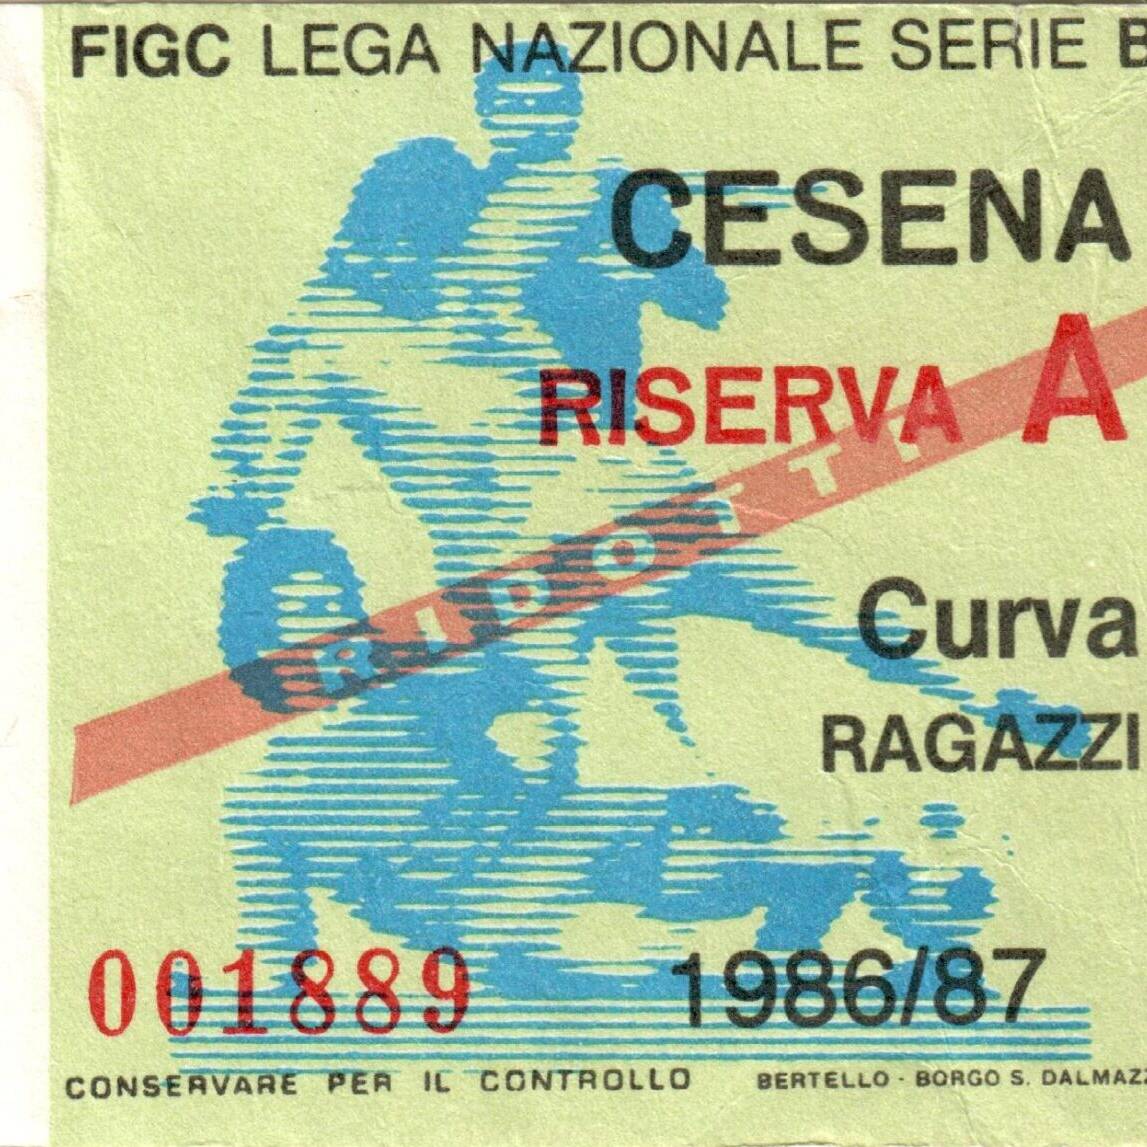 FIGC LEGA NAZIONALE SERIE B
CESENA
RISERVA A
RIDOTTI
Curva
RAGAZZI
001889
1986/87
CONSERVARE PER IL CONTROLLO
BERTELLO - BORGO S. DALMAZZ